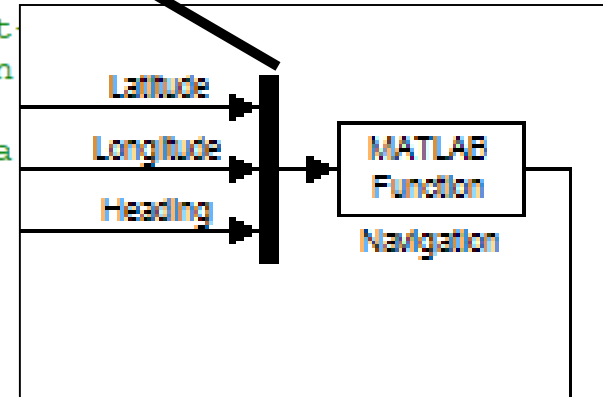 t
n
a
Latitude
Longitude
Heading
MATLAB
Function
Navigation